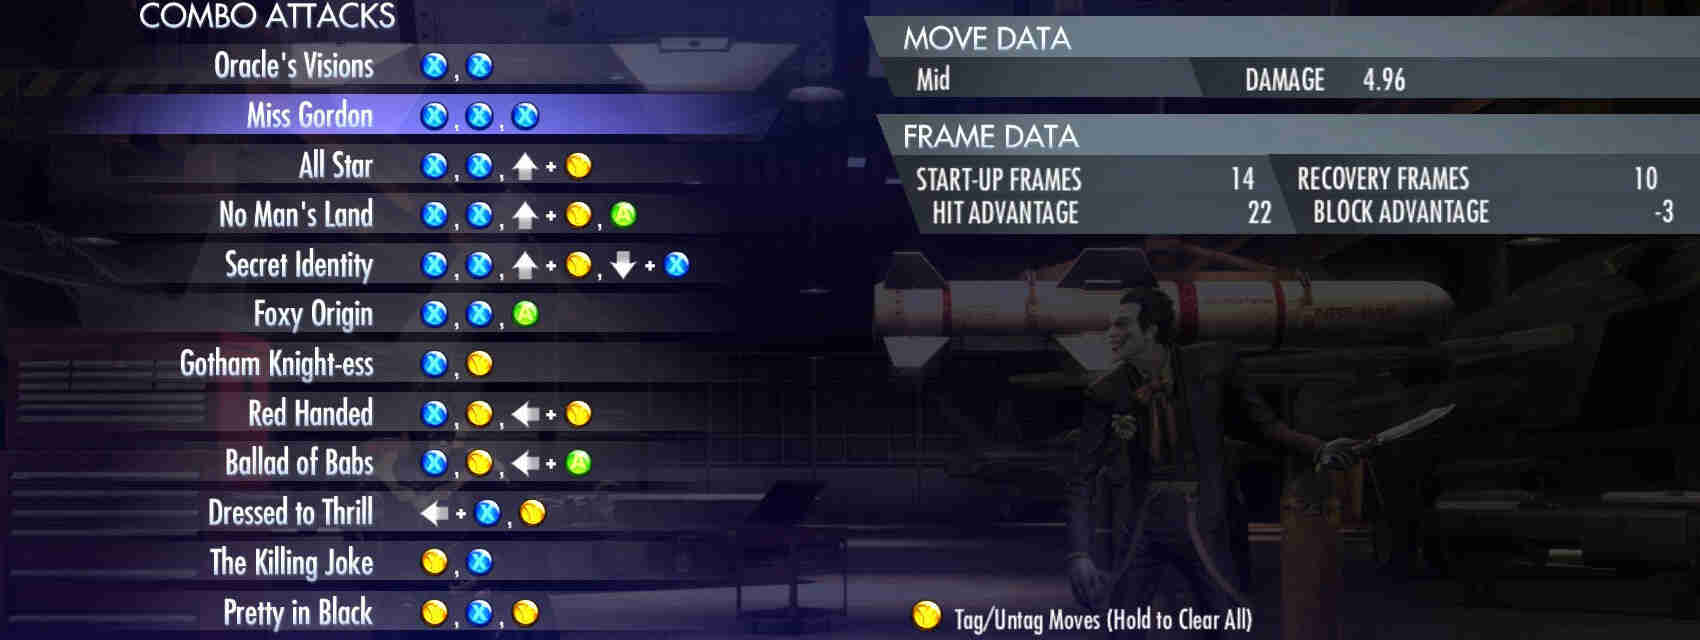 COMBO ATTACKS
Oracle's Visions X, X
Miss Gordon X, X, X
All Star X, X, + Y
No Man's Land X, X, + Y, A
Secret Identity X, X, + Y, + X
Foxy Origin X, X, A
Gotham Knight-ess X, Y
Red Handed X, Y, + Y
Ballad of Babs X, Y, + A
Dressed to Thrill + X, Y
The Killing Joke Y, X
Pretty in Black Y, X, Y
MOVE DATA
Mid DAMAGE 4.96
FRAME DATA
START-UP FRAMES 14 RECOVERY FRAMES 10
HIT ADVANTAGE 22 BLOCK ADVANTAGE -3
Y Tag/Untag Moves (Hold to Clear All)